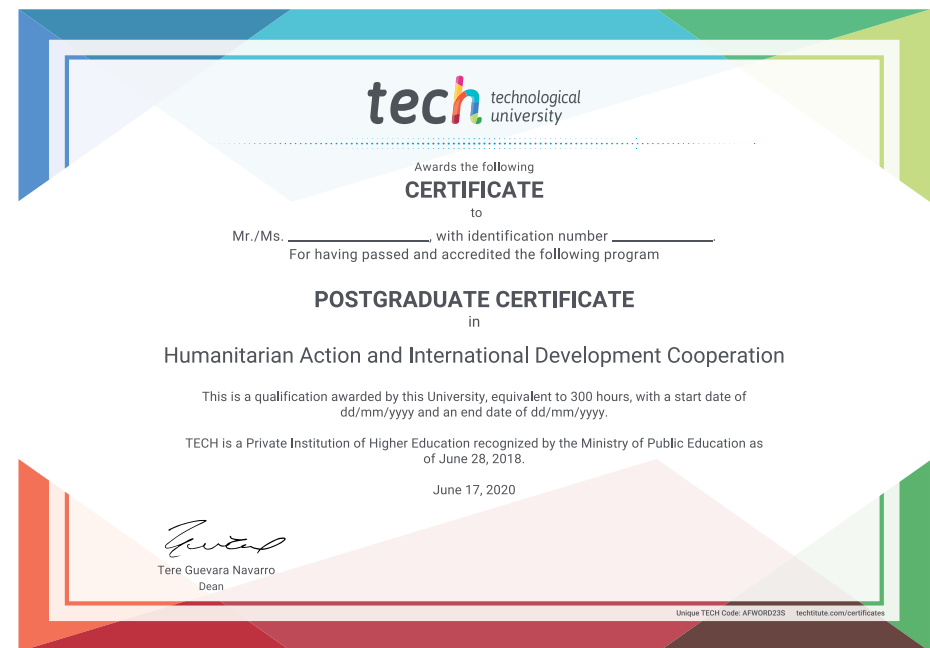 tech technological
university
Awards the following
CERTIFICATE
to
Mr./Ms. ________________, with identification number ____________.
For having passed and accredited the following program
POSTGRADUATE CERTIFICATE
in
Humanitarian Action and International Development Cooperation
This is a qualification awarded by this University, equivalent to 300 hours, with a start date of
dd/mm/yyyy and an end date of dd/mm/yyyy.
TECH is a Private Institution of Higher Education recognized by the Ministry of Public Education as
of June 28, 2018.
June 17, 2020
Tere Guevara Navarro
Dean
Unique TECH Code: AFWORD23S techtitute.com/certificates